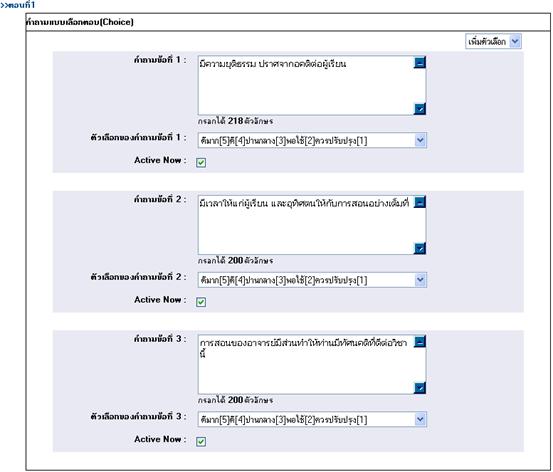 >>ตอนที่1
คำถามแบบเลือกตอบ(Choice)
เพิ่มตัวเลือก
คำถามข้อที่ 1 :
มีความยุติธรรม ปราศจากอคติต่อผู้เรียน
กรอกได้ 218 ตัวอักษร
ตัวเลือกของคำถามข้อที่ 1 :
ดีมาก[5]ดี[4]ปานกลาง[3]พอใช้[2]ควรปรับปรุง[1]
Active Now :
คำถามข้อที่ 2 :
มีเวลาให้แก่ผู้เรียน และอุทิศตนให้กับการสอนอย่างเต็มที่
กรอกได้ 200 ตัวอักษร
ตัวเลือกของคำถามข้อที่ 2 :
ดีมาก[5]ดี[4]ปานกลาง[3]พอใช้[2]ควรปรับปรุง[1]
Active Now :
คำถามข้อที่ 3 :
การสอนของอาจารย์มีส่วนทำให้ท่านมีทัศนคติที่ดีต่อวิชา
นี้
กรอกได้ 200 ตัวอักษร
ตัวเลือกของคำถามข้อที่ 3 :
ดีมาก[5]ดี[4]ปานกลาง[3]พอใช้[2]ควรปรับปรุง[1]
Active Now :